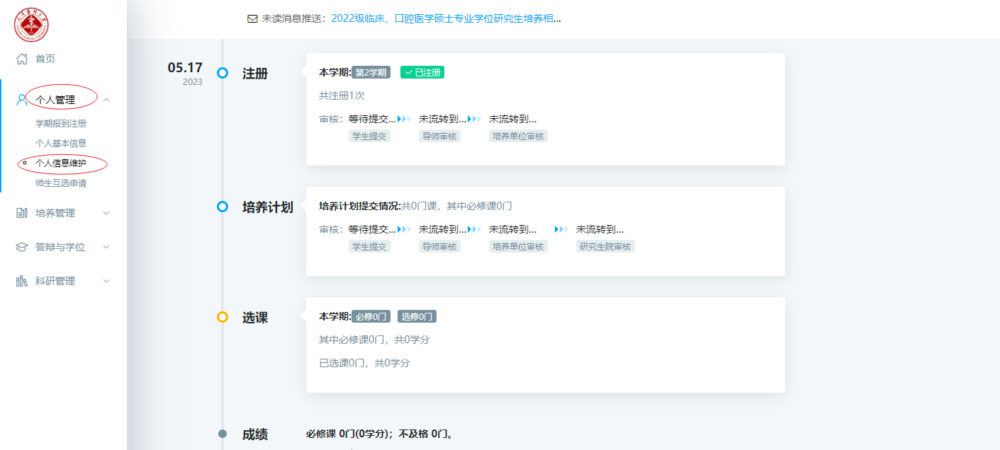 未读消息推送：2022级临床、口腔医学硕士专业学位研究生培养相...
首页
个人管理
学期报到注册
个人基本信息
个人信息维护
师生互选申请
培养管理
答辩与学位
科研管理
05.17
2023
注册
本学期:第2学期 已注册
共注册1次
审核： 等待提交... 未流转到... 未流转到...
学生提交 导师审核 培养单位审核
培养计划
培养计划提交情况:共0门课，其中必修课0门
审核： 等待提交... 未流转到... 未流转到... 未流转到...
学生提交 导师审核 培养单位审核 研究生院审核
选课
本学期:必修0门 选修0门
其中必修课0门，共0学分
已选课0门，共0学分
成绩
必修课 0门(0学分)；不及格 0门。